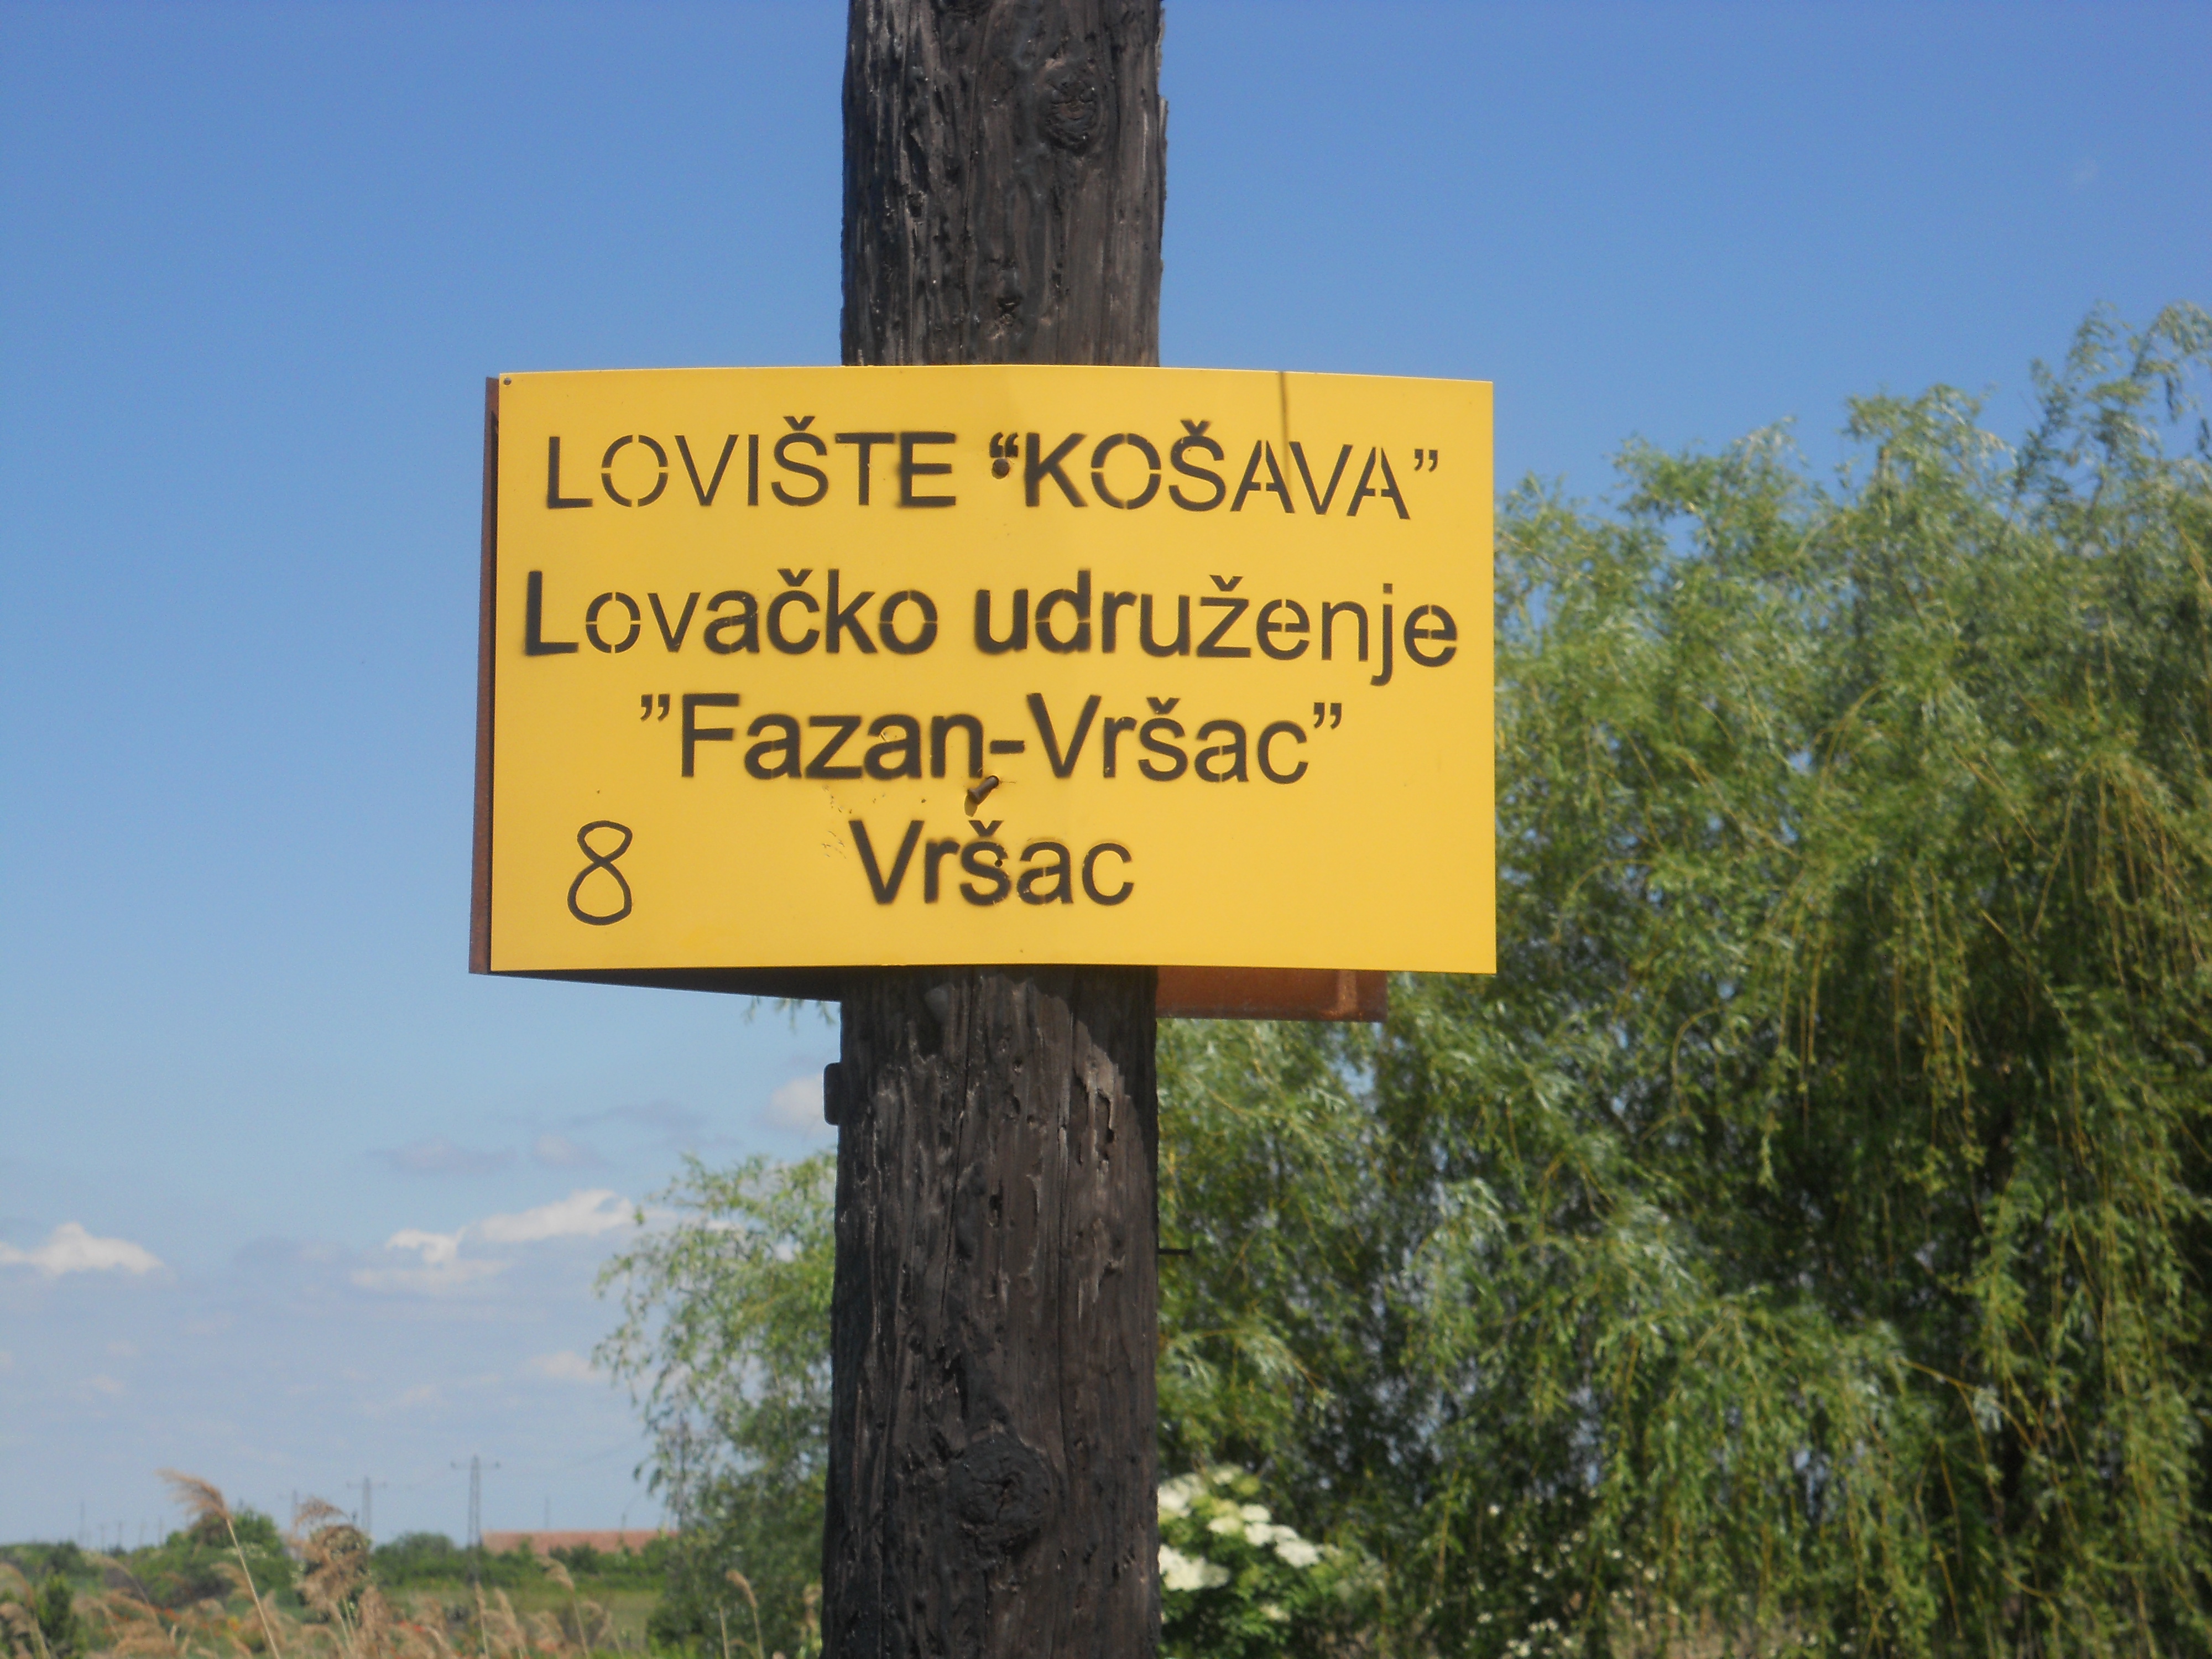 LOVIŠTE “KOŠAVA”
Lovačko udruženje
”Fazan-Vršac”
8 Vršac